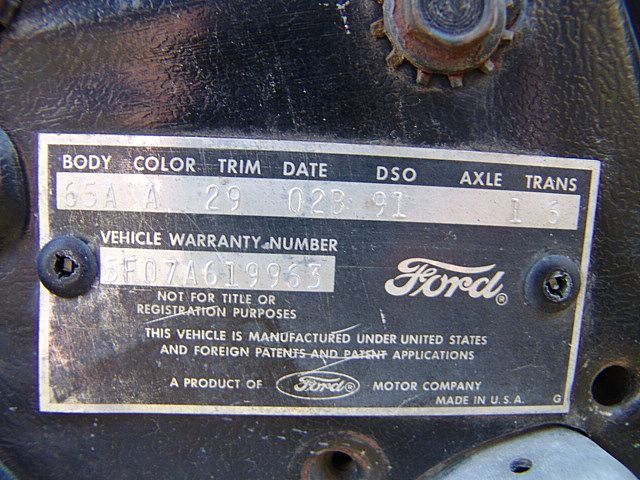 BODY COLOR TRIM DATE DSO AXLE TRANS
65A A 29 02B 91 1 6
VEHICLE WARRANTY NUMBER
5F07A619963
Ford®
NOT FOR TITLE OR
REGISTRATION PURPOSES
THIS VEHICLE IS MANUFACTURED UNDER UNITED STATES
AND FOREIGN PATENTS AND PATENT APPLICATIONS
A PRODUCT OF Ford® MOTOR COMPANY
MADE IN U.S.A. G